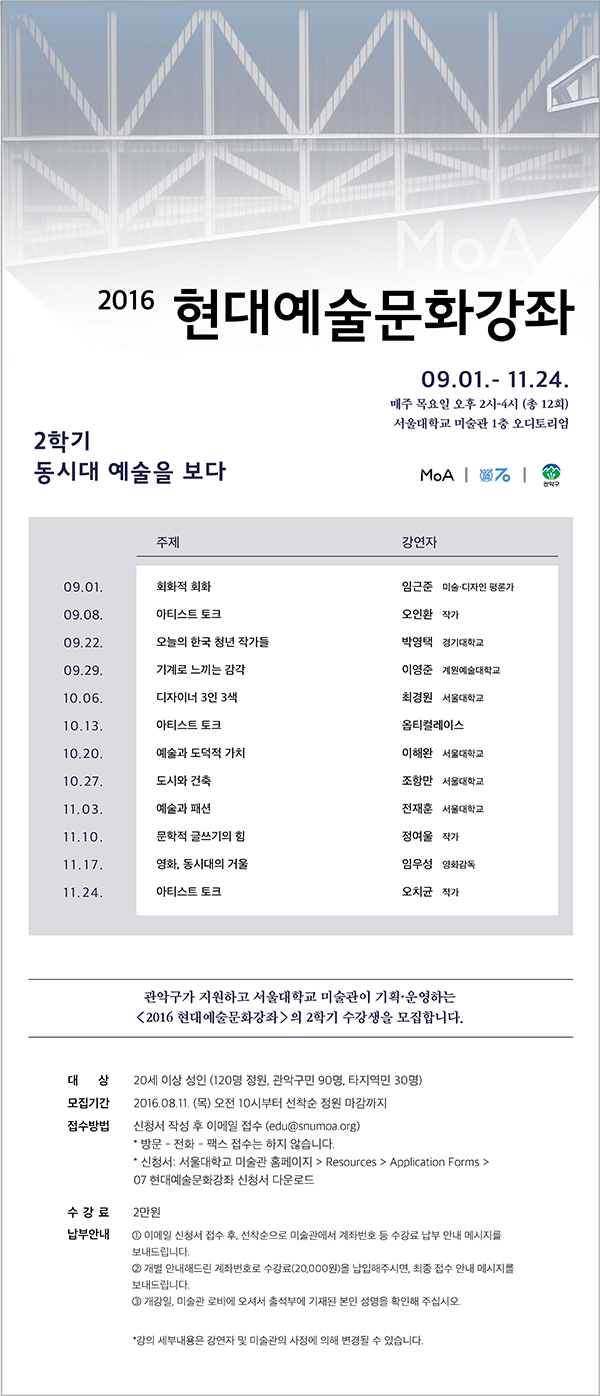 MoA
2016 현대예술문화강좌
09.01.- 11.24.
매주 목요일 오후 2시-4시 (총 12회)
서울대학교 미술관 1층 오디토리엄
2학기
동시대 예술을 보다
MoA | 70 | 관악구
주제 강연자
09.01. 회화적 회화 임근준 미술·디자인 평론가
09.08. 아티스트 토크 오인환 작가
09.22. 오늘의 한국 청년 작가들 박영택 경기대학교
09.29. 기계로 느끼는 감각 이영준 계원예술대학교
10.06. 디자이너 3인 3색 최경원 서울대학교
10.13. 아티스트 토크 옵티컬레이스
10.20. 예술과 도덕적 가치 이해완 서울대학교
10.27. 도시와 건축 조항만 서울대학교
11.03. 예술과 패션 전재훈 서울대학교
11.10. 문학적 글쓰기의 힘 정여울 작가
11.17. 영화, 동시대의 거울 임우성 영화감독
11.24. 아티스트 토크 오치균 작가
관악구가 지원하고 서울대학교 미술관이 기획·운영하는
<2016 현대예술문화강좌>의 2학기 수강생을 모집합니다.
대 상 20세 이상 성인 (120명 정원, 관악구민 90명, 타지역민 30명)
모집기간 2016.08.11. (목) 오전 10시부터 선착순 정원 마감까지
접수방법 신청서 작성 후 이메일 접수 (edu@snumoa.org)
* 방문 - 전화 - 팩스 접수는 하지 않습니다.
* 신청서: 서울대학교 미술관 홈페이지 > Resources > Application Forms >
07 현대예술문화강좌 신청서 다운로드
수 강 료 2만원
납부안내 ① 이메일 신청서 접수 후, 선착순으로 미술관에서 계좌번호 등 수강료 납부 안내 메시지를
보내드립니다.
② 개별 안내해드린 계좌번호로 수강료(20,000원)을 납입해주시면, 최종 접수 안내 메시지를
보내드립니다.
③ 개강일, 미술관 로비에 오셔서 출석부에 기재된 본인 성명을 확인해 주십시오.
*강의 세부내용은 강연자 및 미술관의 사정에 의해 변경될 수 있습니다.